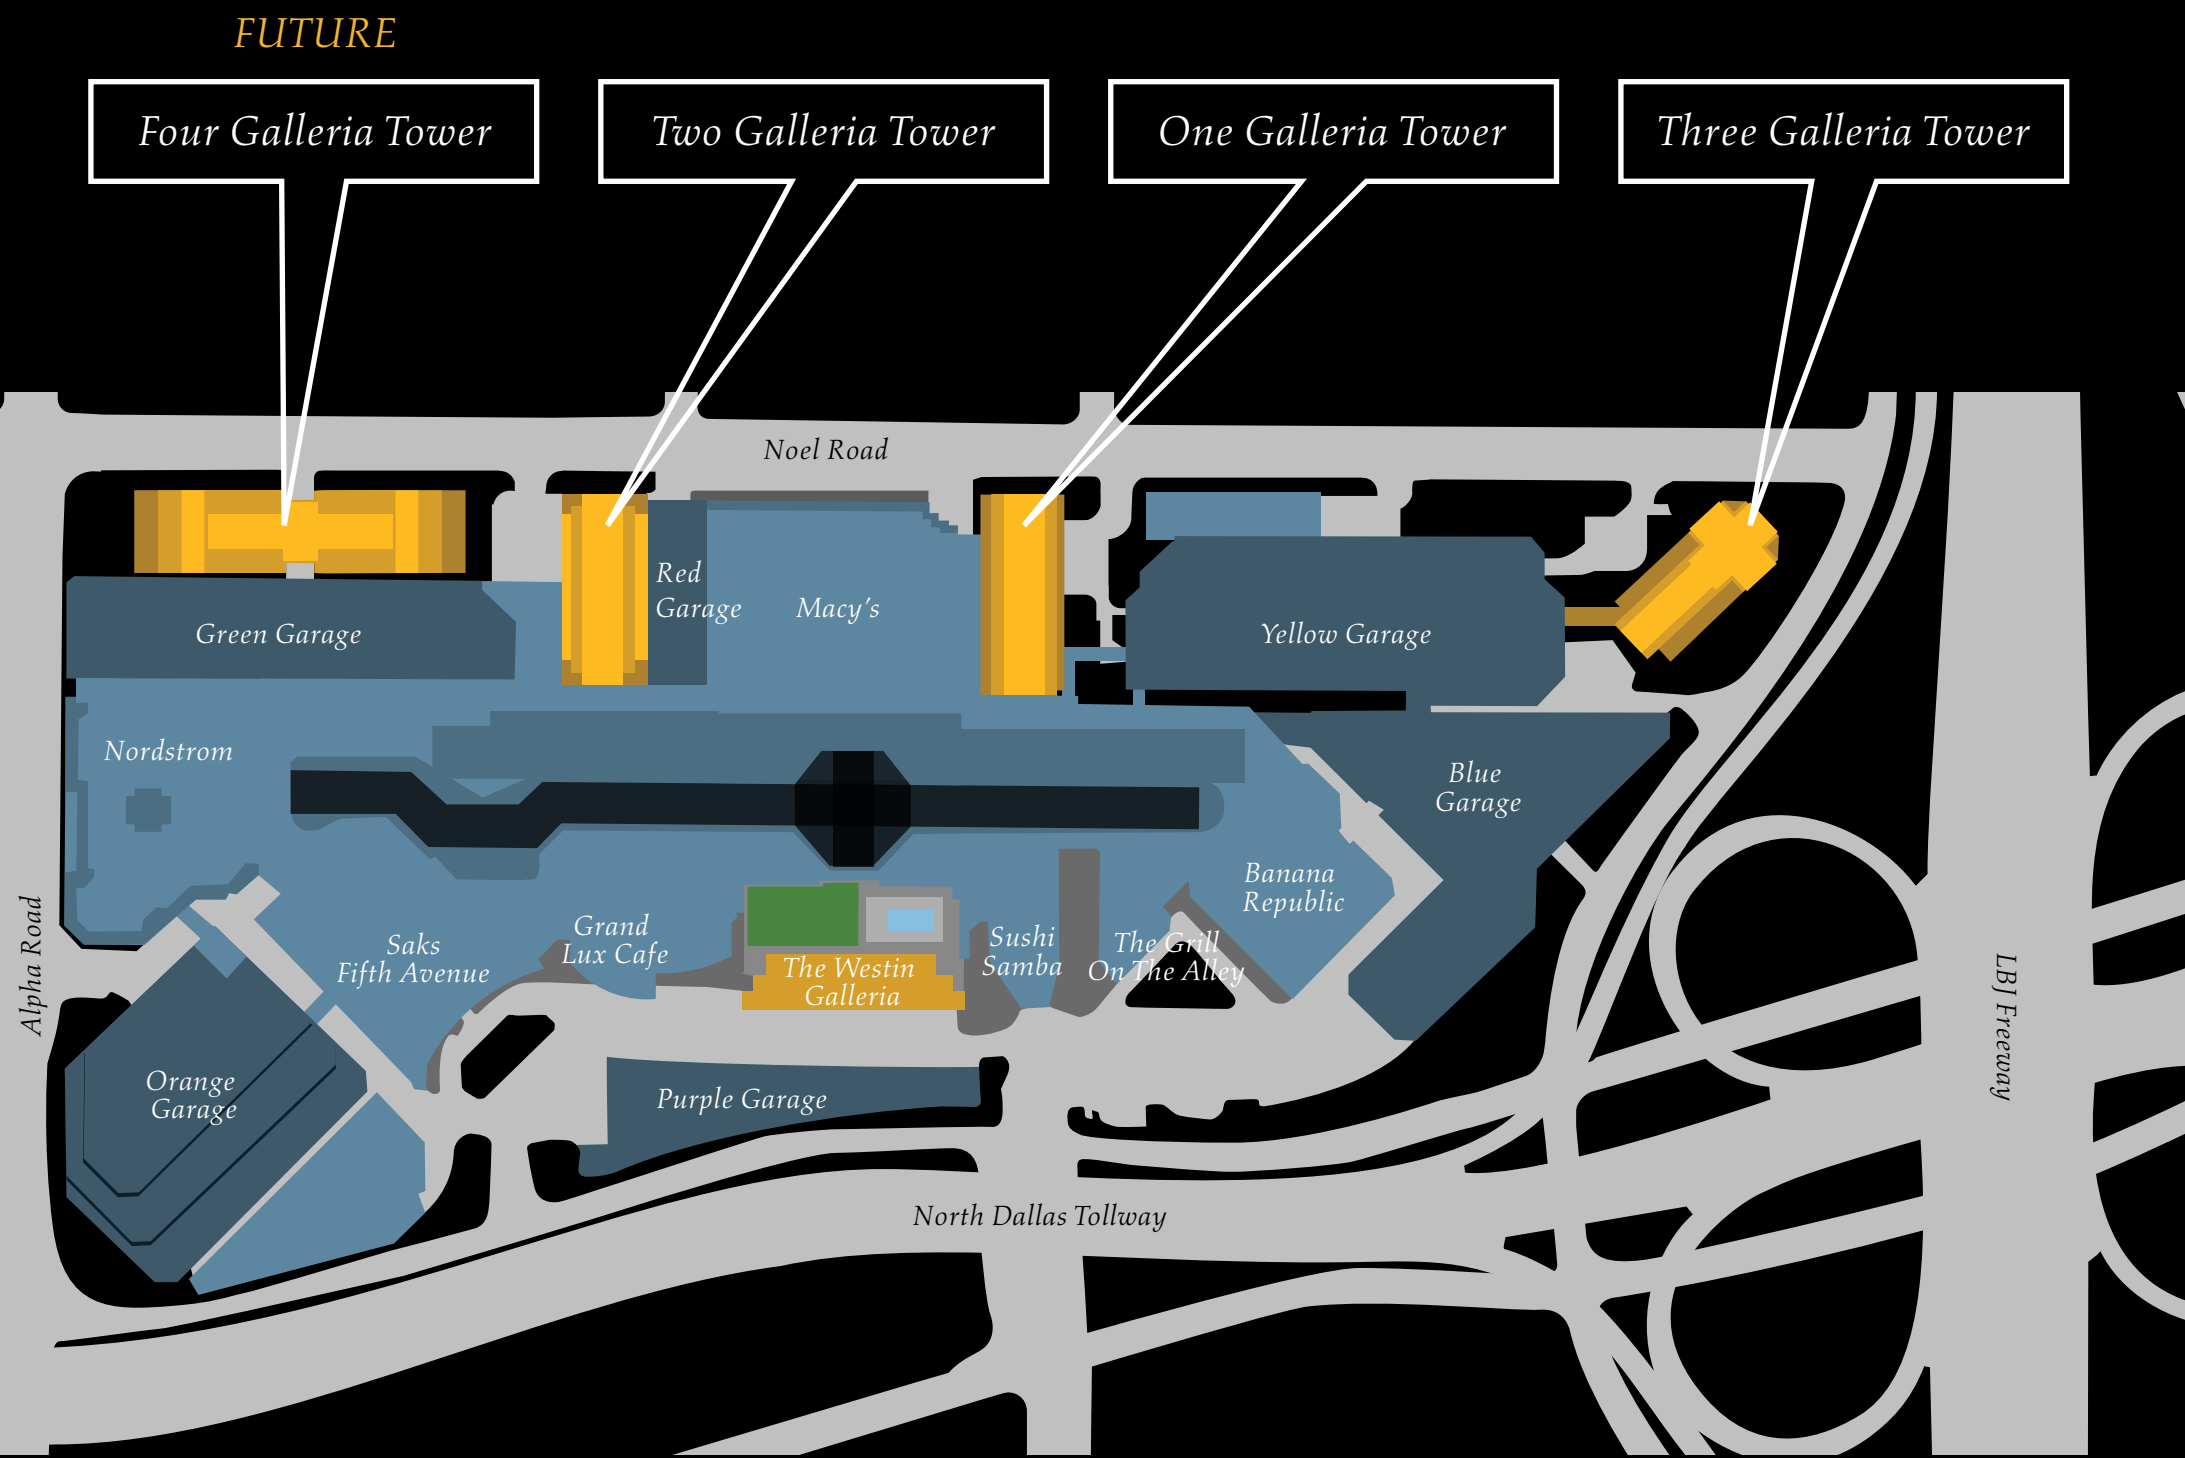 FUTURE
Four Galleria Tower
Two Galleria Tower
One Galleria Tower
Three Galleria Tower
Noel Road
Red
Garage
Macy's
Green Garage
Yellow Garage
Nordstrom
Blue
Garage
Banana
Republic
Grand
Lux Cafe
Saks
Fifth Avenue
Sushi
Samba
The Grill
On The Alley
The Westin
Galleria
Alpha Road
LBJ Freeway
Orange
Garage
Purple Garage
North Dallas Tollway